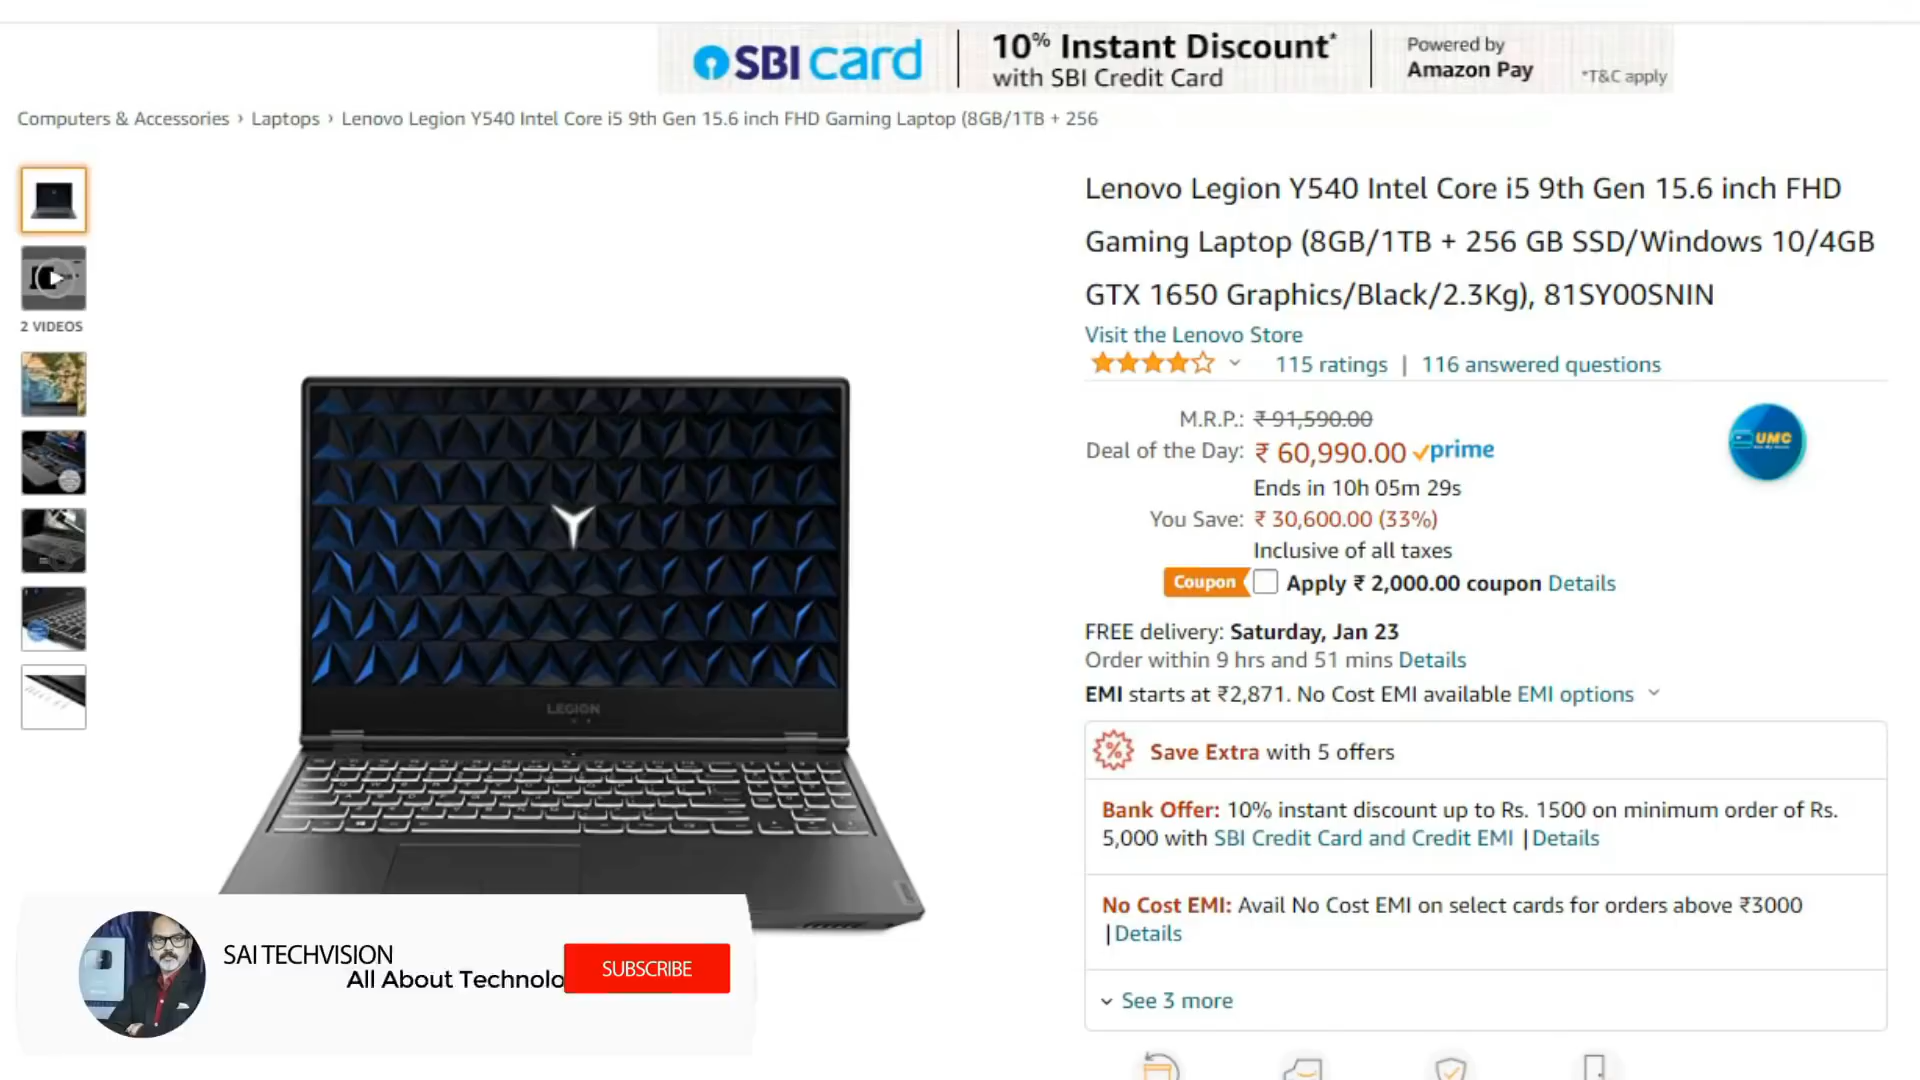 SBI card
10% Instant Discount*
with SBI Credit Card
Powered by
Amazon Pay
*T&C apply
Computers & Accessories › Laptops › Lenovo Legion Y540 Intel Core i5 9th Gen 15.6 inch FHD Gaming Laptop (8GB/1TB + 256
2 VIDEOS
LEGION
Lenovo Legion Y540 Intel Core i5 9th Gen 15.6 inch FHD
Gaming Laptop (8GB/1TB + 256 GB SSD/Windows 10/4GB
GTX 1650 Graphics/Black/2.3Kg), 81SY00SNIN
Visit the Lenovo Store
115 ratings | 116 answered questions
M.R.P.: ₹ 91,590.00
Deal of the Day: ₹ 60,990.00 prime
Ends in 10h 05m 29s
You Save: ₹ 30,600.00 (33%)
Inclusive of all taxes
Coupon Apply ₹ 2,000.00 coupon Details
UMC
FREE delivery: Saturday, Jan 23
Order within 9 hrs and 51 mins Details
EMI starts at ₹2,871. No Cost EMI available EMI options
% Save Extra with 5 offers
Bank Offer: 10% instant discount up to Rs. 1500 on minimum order of Rs.
5,000 with SBI Credit Card and Credit EMI | Details
No Cost EMI: Avail No Cost EMI on select cards for orders above ₹3000
| Details
See 3 more
SAI TECHVISION
All About Technolo
SUBSCRIBE